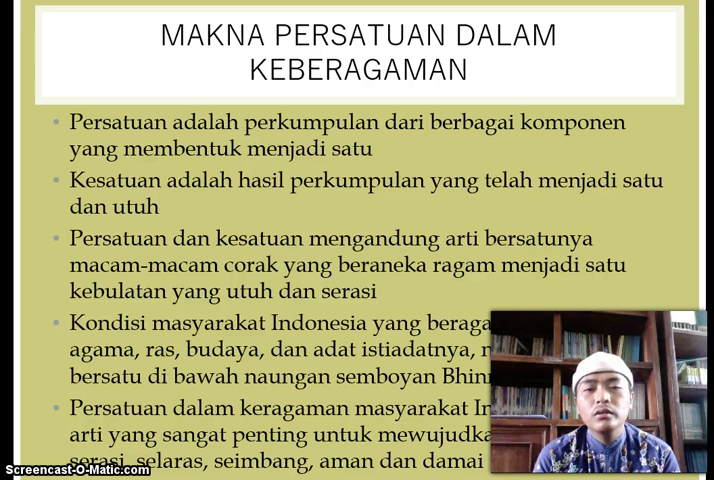 MAKNA PERSATUAN DALAM
KEBERAGAMAN
• Persatuan adalah perkumpulan dari berbagai komponen
yang membentuk menjadi satu
• Kesatuan adalah hasil perkumpulan yang telah menjadi satu
dan utuh
• Persatuan dan kesatuan mengandung arti bersatunya
macam-macam corak yang beraneka ragam menjadi satu
kebulatan yang utuh dan serasi
• Kondisi masyarakat Indonesia yang
agama, ras, budaya, dan adat istiadatnya,
bersatu di bawah naungan semboyan
• Persatuan dalam keragaman masyarakat
arti yang sangat penting untuk
serasi, selaras, seimbang, aman dan damai
Screencast-O-Matic.com